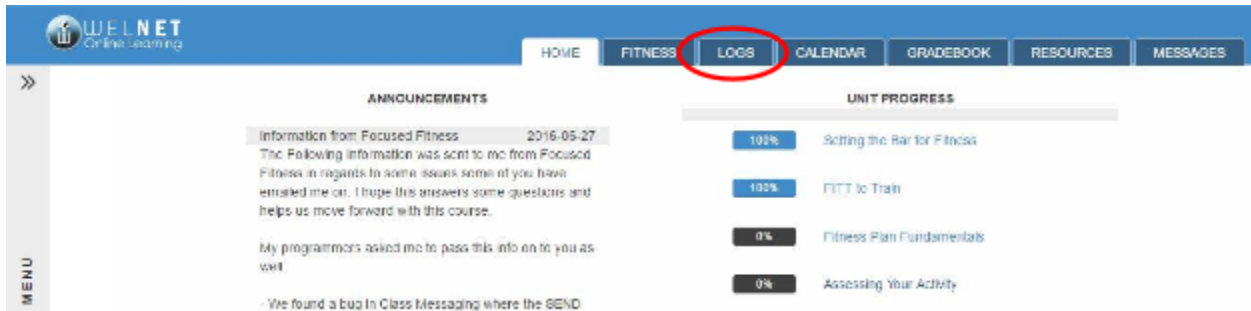 WELNET
Online Learning
HOME FITNESS LOGS CALENDAR GRADEBOOK RESOURCES MESSAGES
»
ANNOUNCEMENTS
Information from Focused Fitness 2016-06-27
The Following information was sent to me from Focused
Fitness in regards to some issues some of you have
emailed me on. I hope this answers some questions and
helps us move forward with this course.
My programmers asked me to pass this info on to you as
well
- We found a bug in Class Messaging where the SEND
UNIT PROGRESS
100% Setting the Bar for Fitness
100% FITT to Train
0% Fitness Plan Fundamentals
0% Assessing Your Activity
MENU